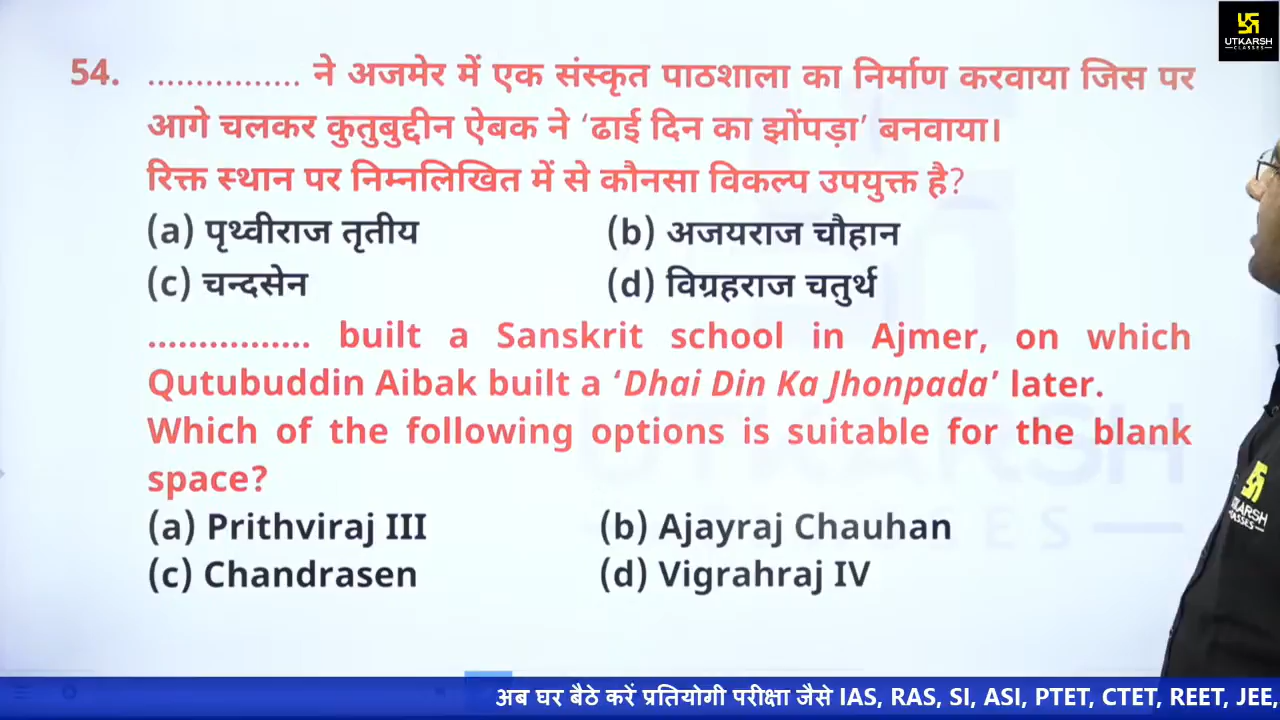 54. ............... ने अजमेर में एक संस्कृत पाठशाला का निर्माण करवाया जिस पर
आगे चलकर कुतुबुद्दीन ऐबक ने ‘ढाई दिन का झोंपड़ा’ बनवाया।
रिक्त स्थान पर निम्नलिखित में से कौनसा विकल्प उपयुक्त है?
(a) पृथ्वीराज तृतीय (b) अजयराज चौहान
(c) चन्दसेन (d) विग्रहराज चतुर्थ
................ built a Sanskrit school in Ajmer, on which
Qutubuddin Aibak built a ‘Dhai Din Ka Jhonpada’ later.
Which of the following options is suitable for the blank
space?
(a) Prithviraj III (b) Ajayraj Chauhan
(c) Chandrasen (d) Vigrahraj IV
UTKARSH
CLASSES
UTKARSH
CLASSES
अब घर बैठे करें प्रतियोगी परीक्षा जैसे IAS, RAS, SI, ASI, PTET, CTET, REET, JEE,